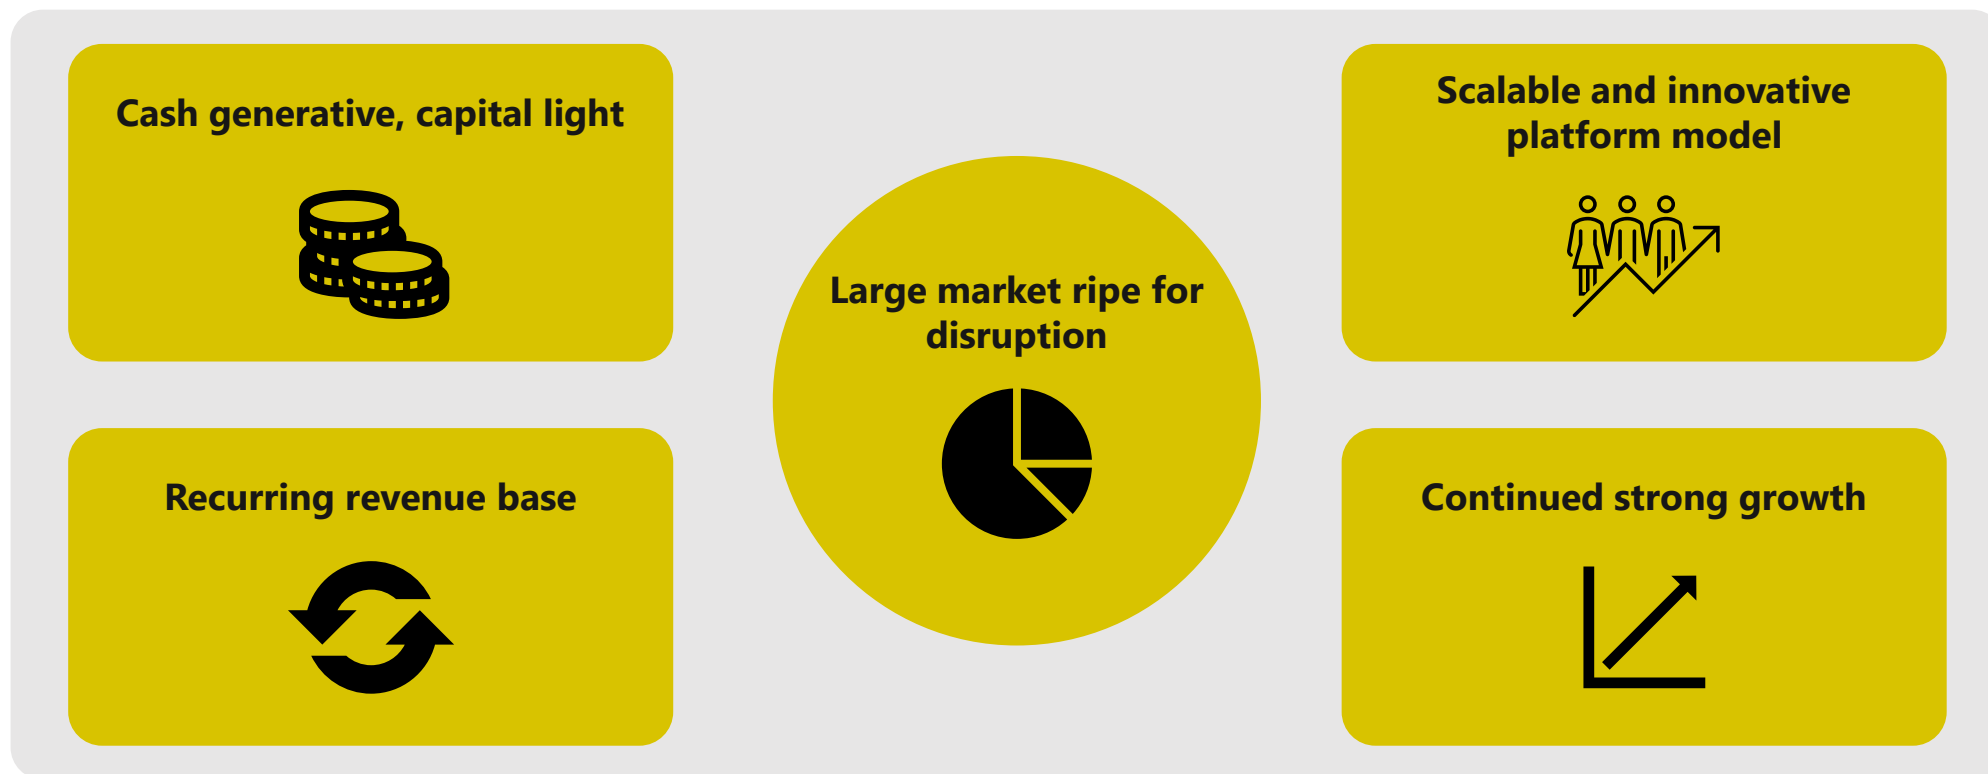 Cash generative, capital light
Scalable and innovative
platform model
Large market ripe for
disruption
Recurring revenue base
Continued strong growth